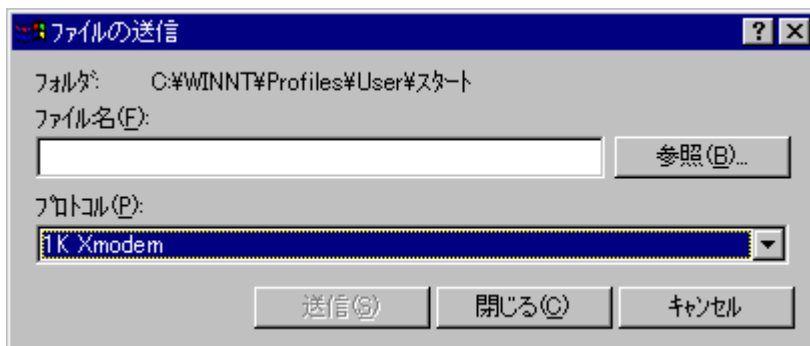 ファイルの送信
フォルダ: C:¥WINNT¥Profiles¥User¥スタート
ファイル名(F):
参照(B)...
プロトコル(P):
1K Xmodem
送信(S) 閉じる(C) キャンセル